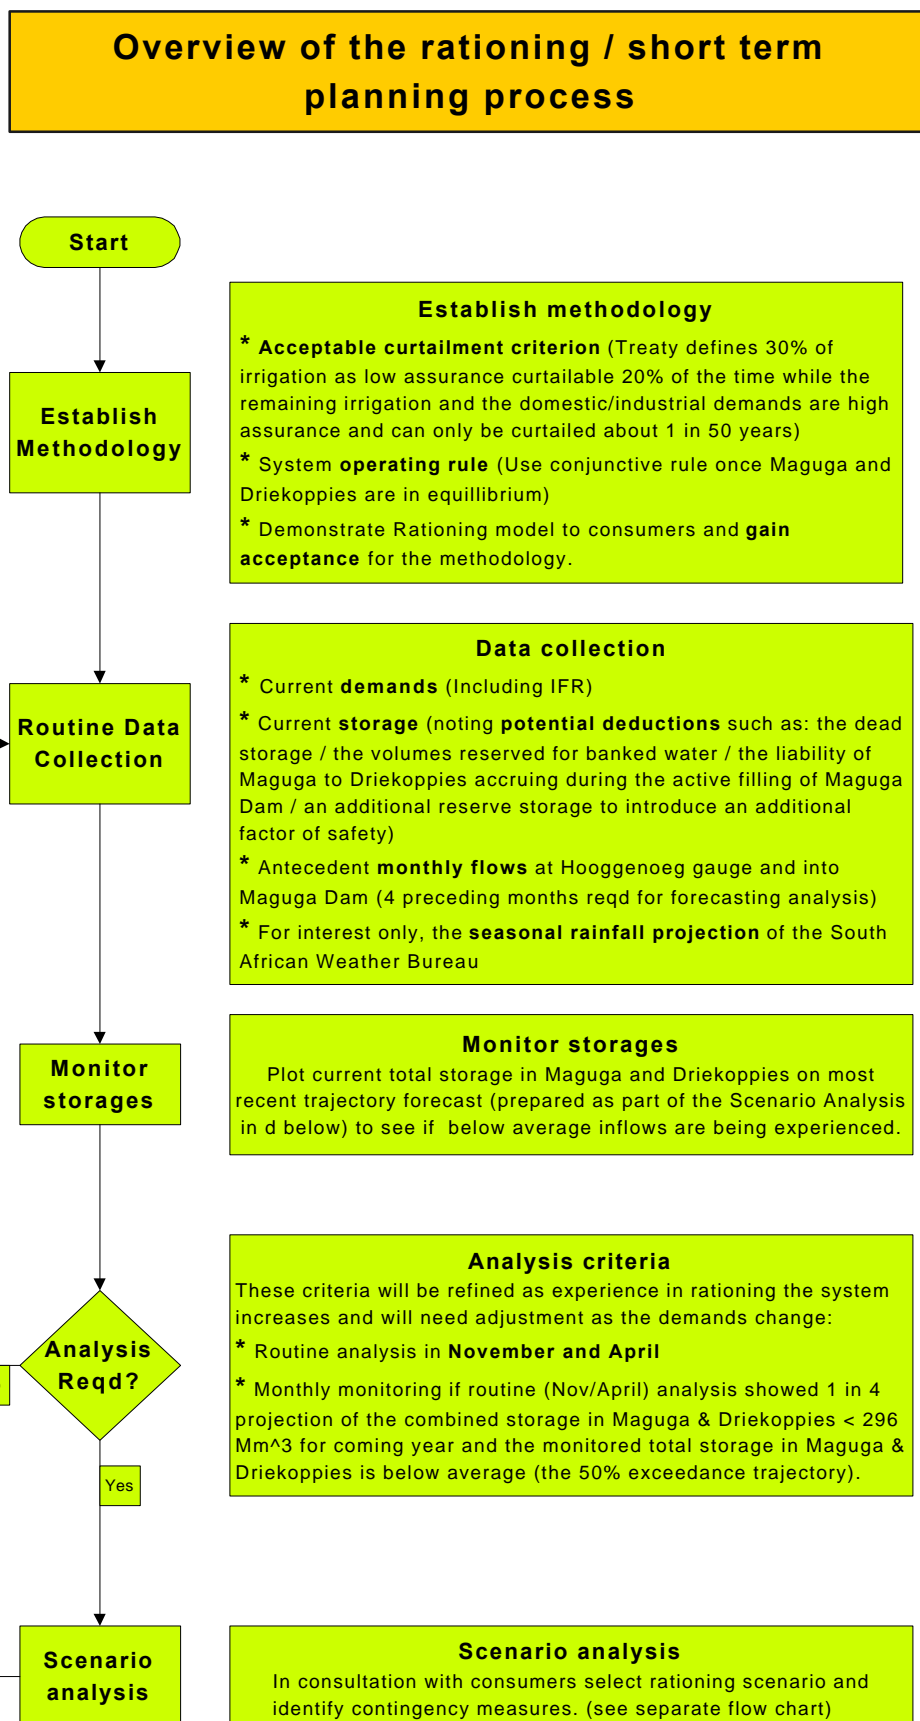 Overview of the rationing / short term
planning process
Start
Establish
Methodology
Establish methodology
* Acceptable curtailment criterion (Treaty defines 30% of
irrigation as low assurance curtailable 20% of the time while the
remaining irrigation and the domestic/industrial demands are high
assurance and can only be curtailed about 1 in 50 years)
* System operating rule (Use conjunctive rule once Maguga and
Driekoppies are in equillibrium)
* Demonstrate Rationing model to consumers and gain
acceptance for the methodology.
Routine Data
Collection
Data collection
* Current demands (Including IFR)
* Current storage (noting potential deductions such as: the dead
storage / the volumes reserved for banked water / the liability of
Maguga to Driekoppies accruing during the active filling of Maguga
Dam / an additional reserve storage to introduce an additional
factor of safety)
* Antecedent monthly flows at Hooggenoeg gauge and into
Maguga Dam (4 preceding months reqd for forecasting analysis)
* For interest only, the seasonal rainfall projection of the South
African Weather Bureau
Monitor
storages
Monitor storages
Plot current total storage in Maguga and Driekoppies on most
recent trajectory forecast (prepared as part of the Scenario Analysis
in d below) to see if below average inflows are being experienced.
Analysis
Reqd?
Yes
Analysis criteria
These criteria will be refined as experience in rationing the system
increases and will need adjustment as the demands change:
* Routine analysis in November and April
* Monthly monitoring if routine (Nov/April) analysis showed 1 in 4
projection of the combined storage in Maguga & Driekoppies < 296
Mm^3 for coming year and the monitored total storage in Maguga &
Driekoppies is below average (the 50% exceedance trajectory).
Scenario
analysis
Scenario analysis
In consultation with consumers select rationing scenario and
identify contingency measures. (see separate flow chart)